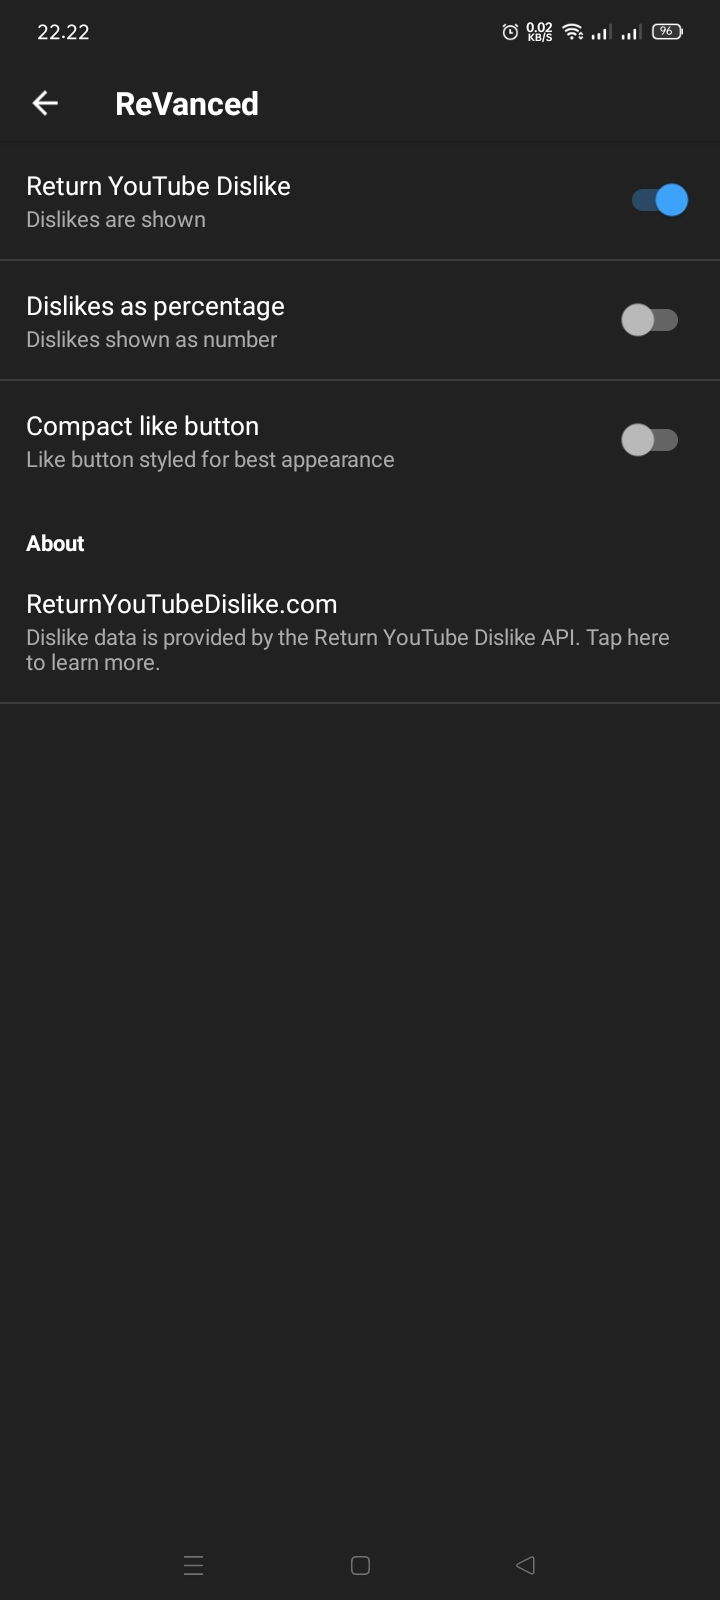 22.22
0.02
KB/S
96
ReVanced
Return YouTube Dislike
Dislikes are shown
Dislikes as percentage
Dislikes shown as number
Compact like button
Like button styled for best appearance
About
ReturnYouTubeDislike.com
Dislike data is provided by the Return YouTube Dislike API. Tap here
to learn more.